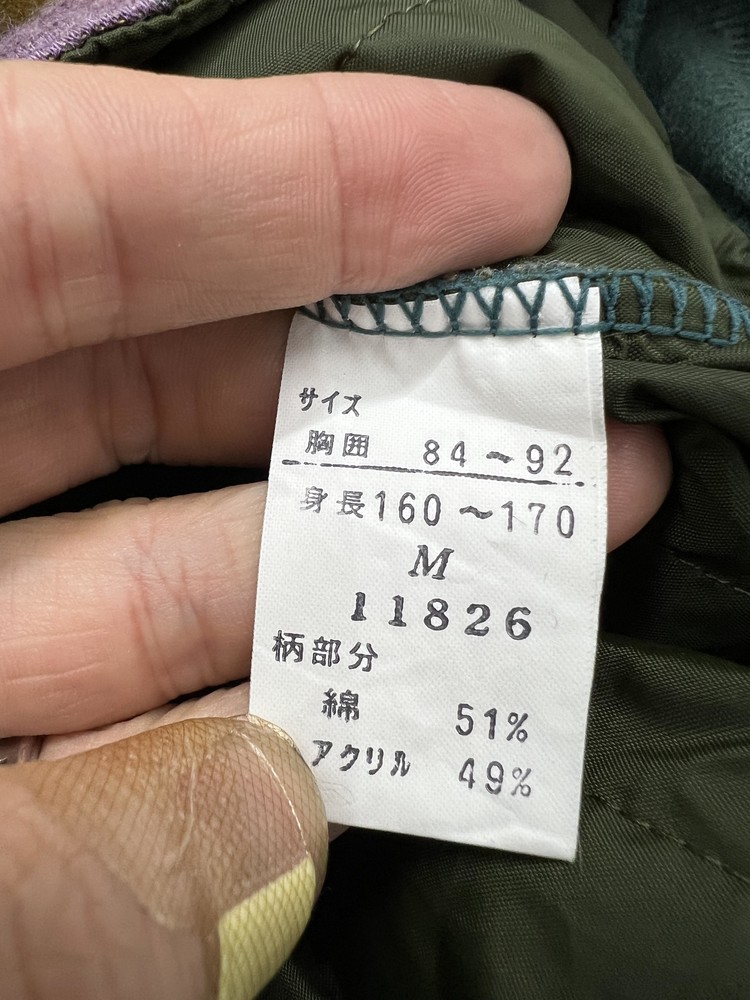 サイズ
胸囲 84~92
身長160~170
M
11826
柄部分
綿 51%
アクリル 49%